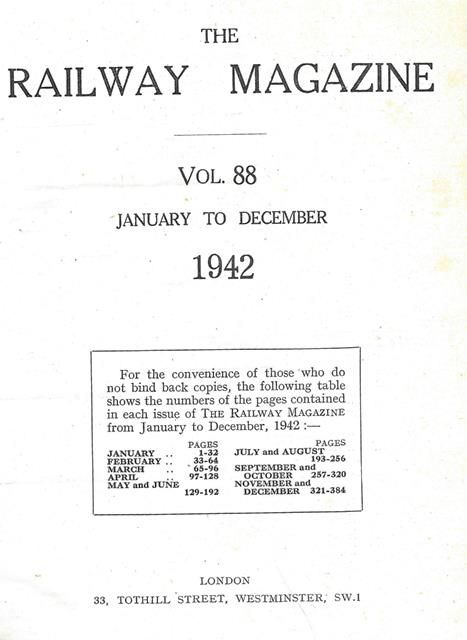 THE
RAILWAY MAGAZINE
VOL. 88
JANUARY TO DECEMBER
1942
For the convenience of those who do
not bind back copies, the following table
shows the numbers of the pages contained
in each issue of THE RAILWAY MAGAZINE
from January to December, 1942 :—
PAGES
JANUARY .. 1-32
FEBRUARY .. 33-64
MARCH .. 65-96
APRIL .. 97-128
MAY and JUNE
129-192
PAGES
JULY and AUGUST
193-256
SEPTEMBER and
OCTOBER 257-320
NOVEMBER and
DECEMBER 321-384
LONDON
33, TOTHILL STREET, WESTMINSTER, SW.1